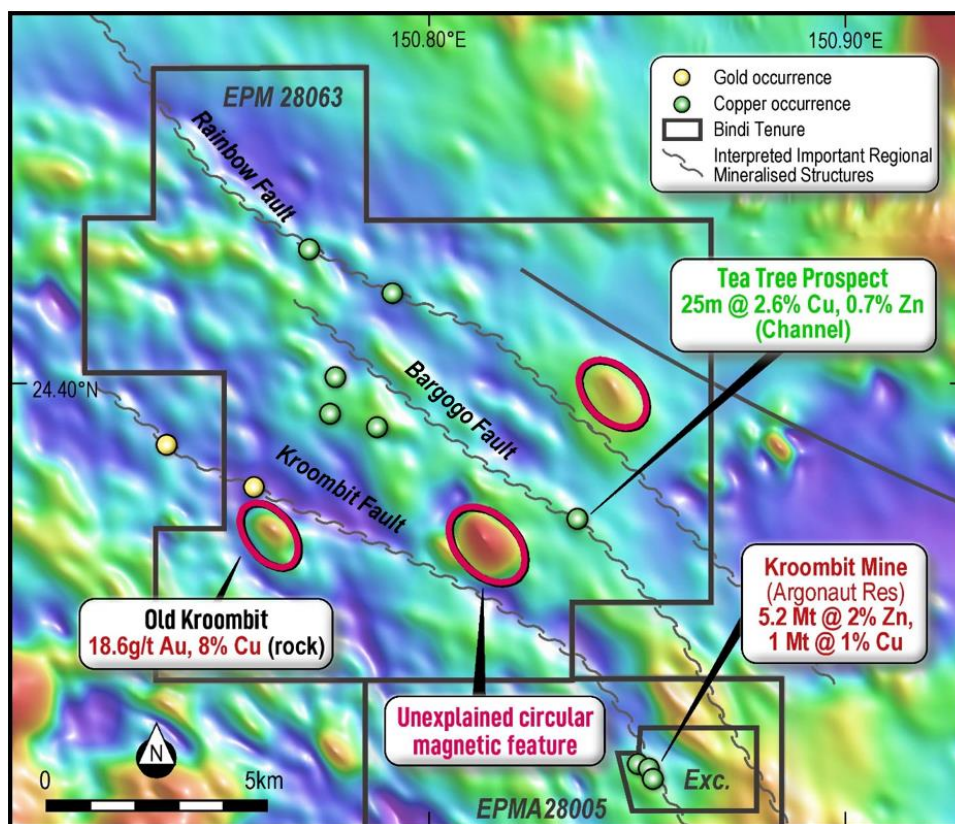 150.80°E
150.90°E
EPM 28063
Gold occurrence
Copper occurrence
Bindi Tenure
Interpreted Important Regional
Mineralised Structures
Rainbow Fault
Tea Tree Prospect
25m @ 2.6% Cu, 0.7% Zn
(Channel)
24.40°N
Bargogo Fault
Kroombit Fault
Kroombit Mine
(Argonaut Res)
5.2 Mt @ 2% Zn,
1 Mt @ 1% Cu
Old Kroombit
18.6g/t Au, 8% Cu (rock)
Unexplained circular
magnetic feature
N
0
5km
Exc.
EPMA28005